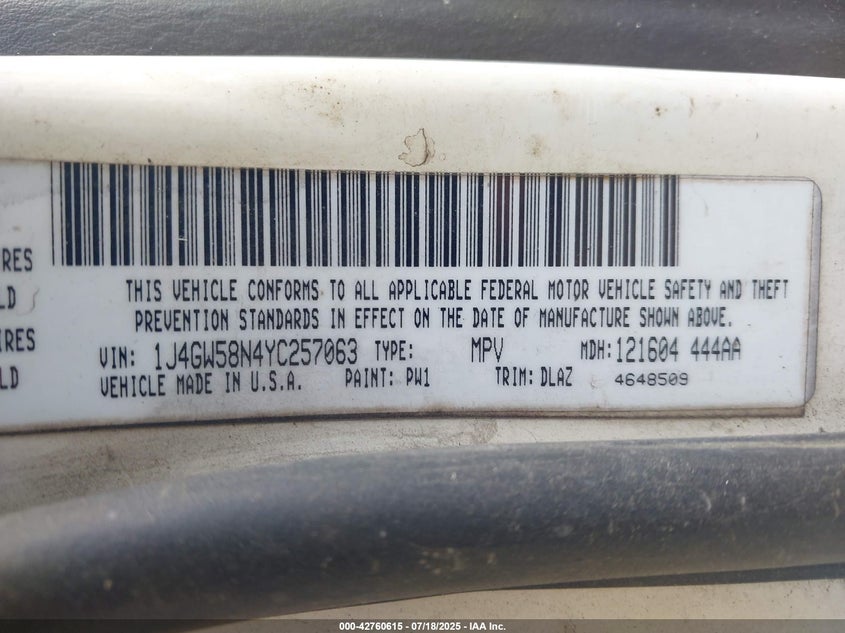 RES
LD
IRES
LD
THIS VEHICLE CONFORMS TO ALL APPLICABLE FEDERAL MOTOR VEHICLE SAFETY AND THEFT
PREVENTION STANDARDS IN EFFECT ON THE DATE OF MANUFACTURE SHOWN ABOVE.
VIN: 1J4GW58N4YC257063 TYPE: MPV MDH:121604 444AA
VEHICLE MADE IN U.S.A. PAINT: PW1 TRIM: DLAZ 4648509
000-42760615 - 07/18/2025 - IAA Inc.